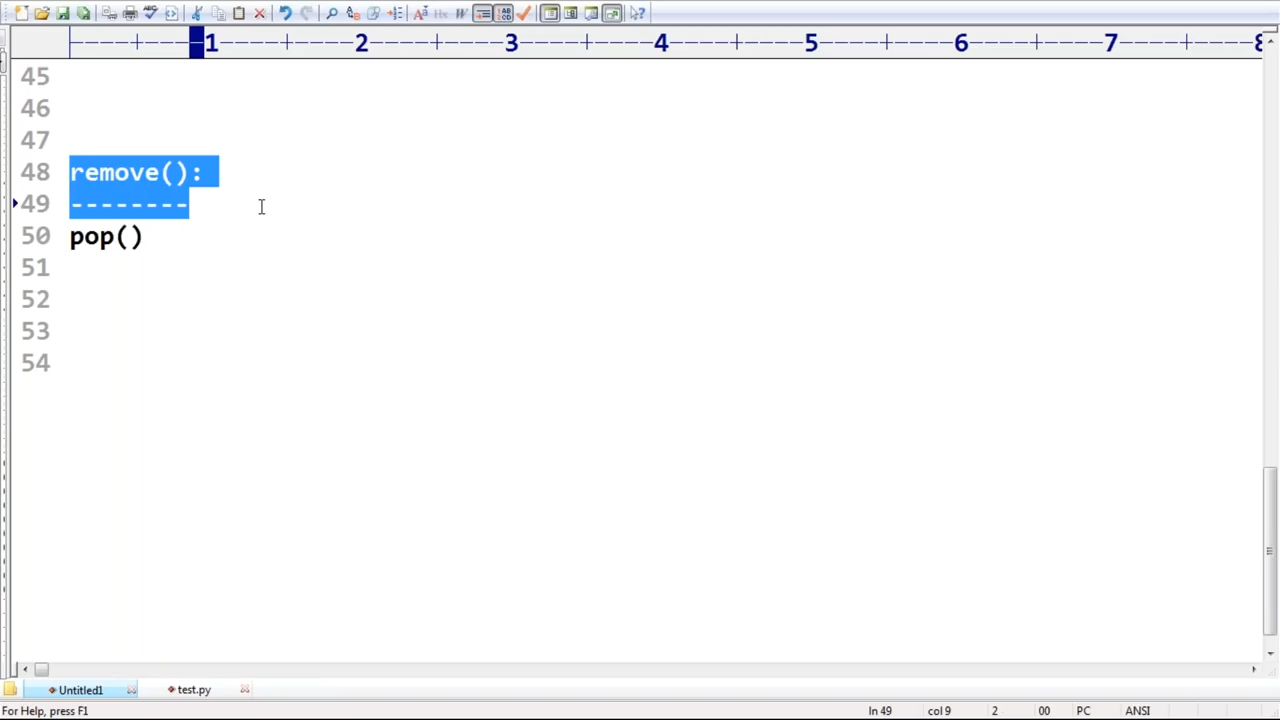 ----+----1----+----2----+----3----+----4----+----5----+----6----+----7----+----8
45
46
47
48 remove():
49 --------
50 pop()
51
52
53
54
Untitled1 test.py
For Help, press F1 ln 49 col 9 2 00 PC ANSI